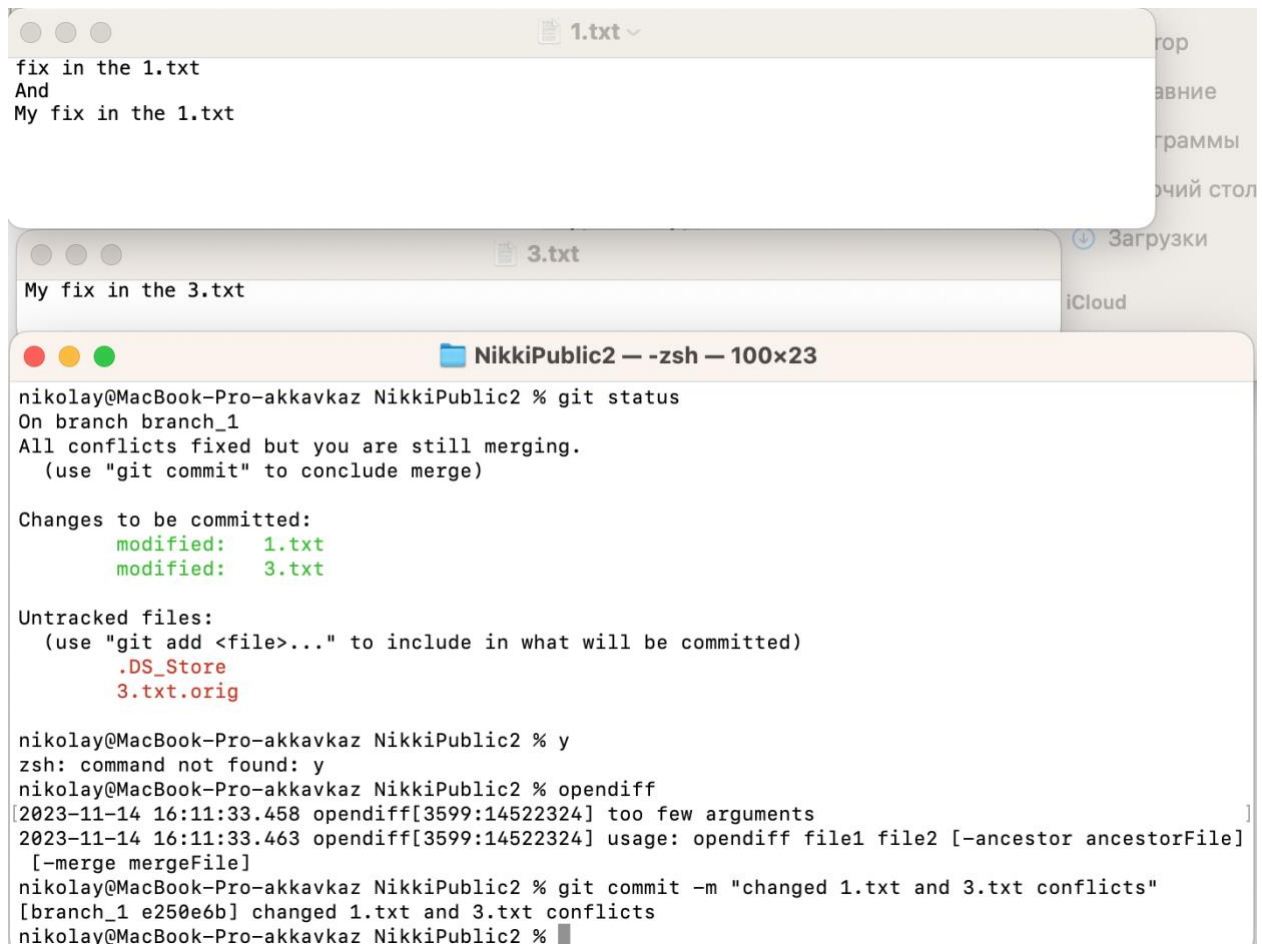 1.txt
fix in the 1.txt
And
My fix in the 1.txt
3.txt
My fix in the 3.txt
Загрузки
iCloud
NikkiPublic2 — -zsh — 100×23
nikolay@MacBook-Pro-akkavkaz NikkiPublic2 % git status
On branch branch_1
All conflicts fixed but you are still merging.
(use "git commit" to conclude merge)
Changes to be committed:
modified: 1.txt
modified: 3.txt
Untracked files:
(use "git add <file>..." to include in what will be committed)
.DS_Store
3.txt.orig
nikolay@MacBook-Pro-akkavkaz NikkiPublic2 % y
zsh: command not found: y
nikolay@MacBook-Pro-akkavkaz NikkiPublic2 % opendiff
[2023-11-14 16:11:33.458 opendiff[3599:14522324] too few arguments ]
2023-11-14 16:11:33.463 opendiff[3599:14522324] usage: opendiff file1 file2 [-ancestor ancestorFile]
[-merge mergeFile]
nikolay@MacBook-Pro-akkavkaz NikkiPublic2 % git commit -m "changed 1.txt and 3.txt conflicts"
[branch_1 e250e6b] changed 1.txt and 3.txt conflicts
nikolay@MacBook-Pro-akkavkaz NikkiPublic2 %